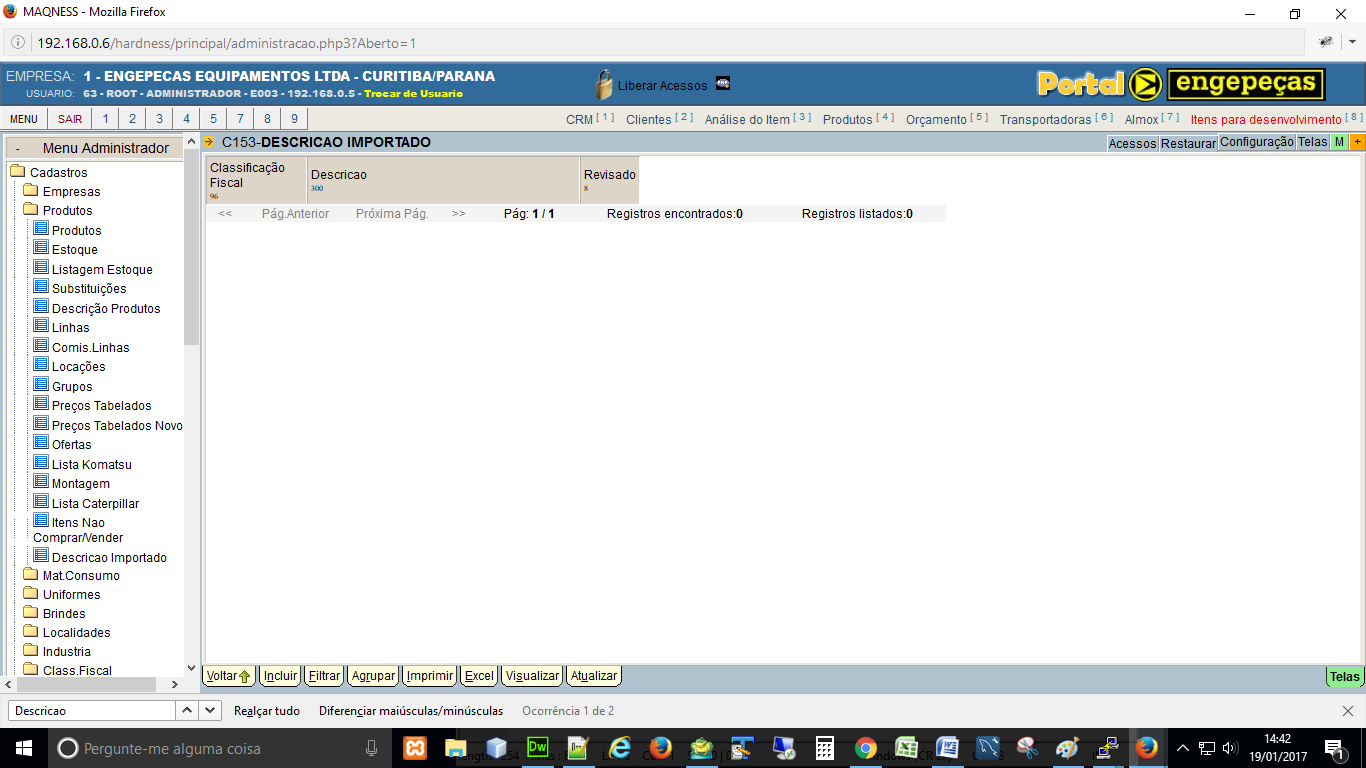 MAQNESS - Mozilla Firefox
192.168.0.6/hardness/principal/administracao.php3?Aberto=1
EMPRESA: 1 - ENGEPECAS EQUIPAMENTOS LTDA - CURITIBA/PARANA
USUARIO: 63 - ROOT - ADMINISTRADOR - E003 - 192.168.0.5 - Trocar de Usuario
Liberar Acessos
Portal engepeças
MENU SAIR 1 2 3 4 5 7 8 9
CRM [ 1 ] Clientes [ 2 ] Análise do Item [ 3 ] Produtos [ 4 ] Orçamento [ 5 ] Transportadoras [ 6 ] Almox [ 7 ] Itens para desenvolvimento [ 8 ]
- Menu Administrador
Cadastros
Empresas
Produtos
Produtos
Estoque
Listagem Estoque
Substituições
Descrição Produtos
Linhas
Comis.Linhas
Locações
Grupos
Preços Tabelados
Preços Tabelados Novo
Ofertas
Lista Komatsu
Montagem
Lista Caterpillar
Itens Nao
Comprar/Vender
Descricao Importado
Mat.Consumo
Uniformes
Brindes
Localidades
Industria
Class.Fiscal
C153-DESCRICAO IMPORTADO
Acessos Restaurar Configuração Telas M +
Classificação
Fiscal
96
Descricao
300
Revisado
8
<< Pág.Anterior Próxima Pág. >> Pág: 1 / 1 Registros encontrados:0 Registros listados:0
Voltar Incluir Filtrar Agrupar Imprimir Excel Visualizar Atualizar
Telas
Descricao Realçar tudo Diferenciar maiúsculas/minúsculas Ocorrência 1 de 2
Pergunte-me alguma coisa
Dw
14:42
19/01/2017
1